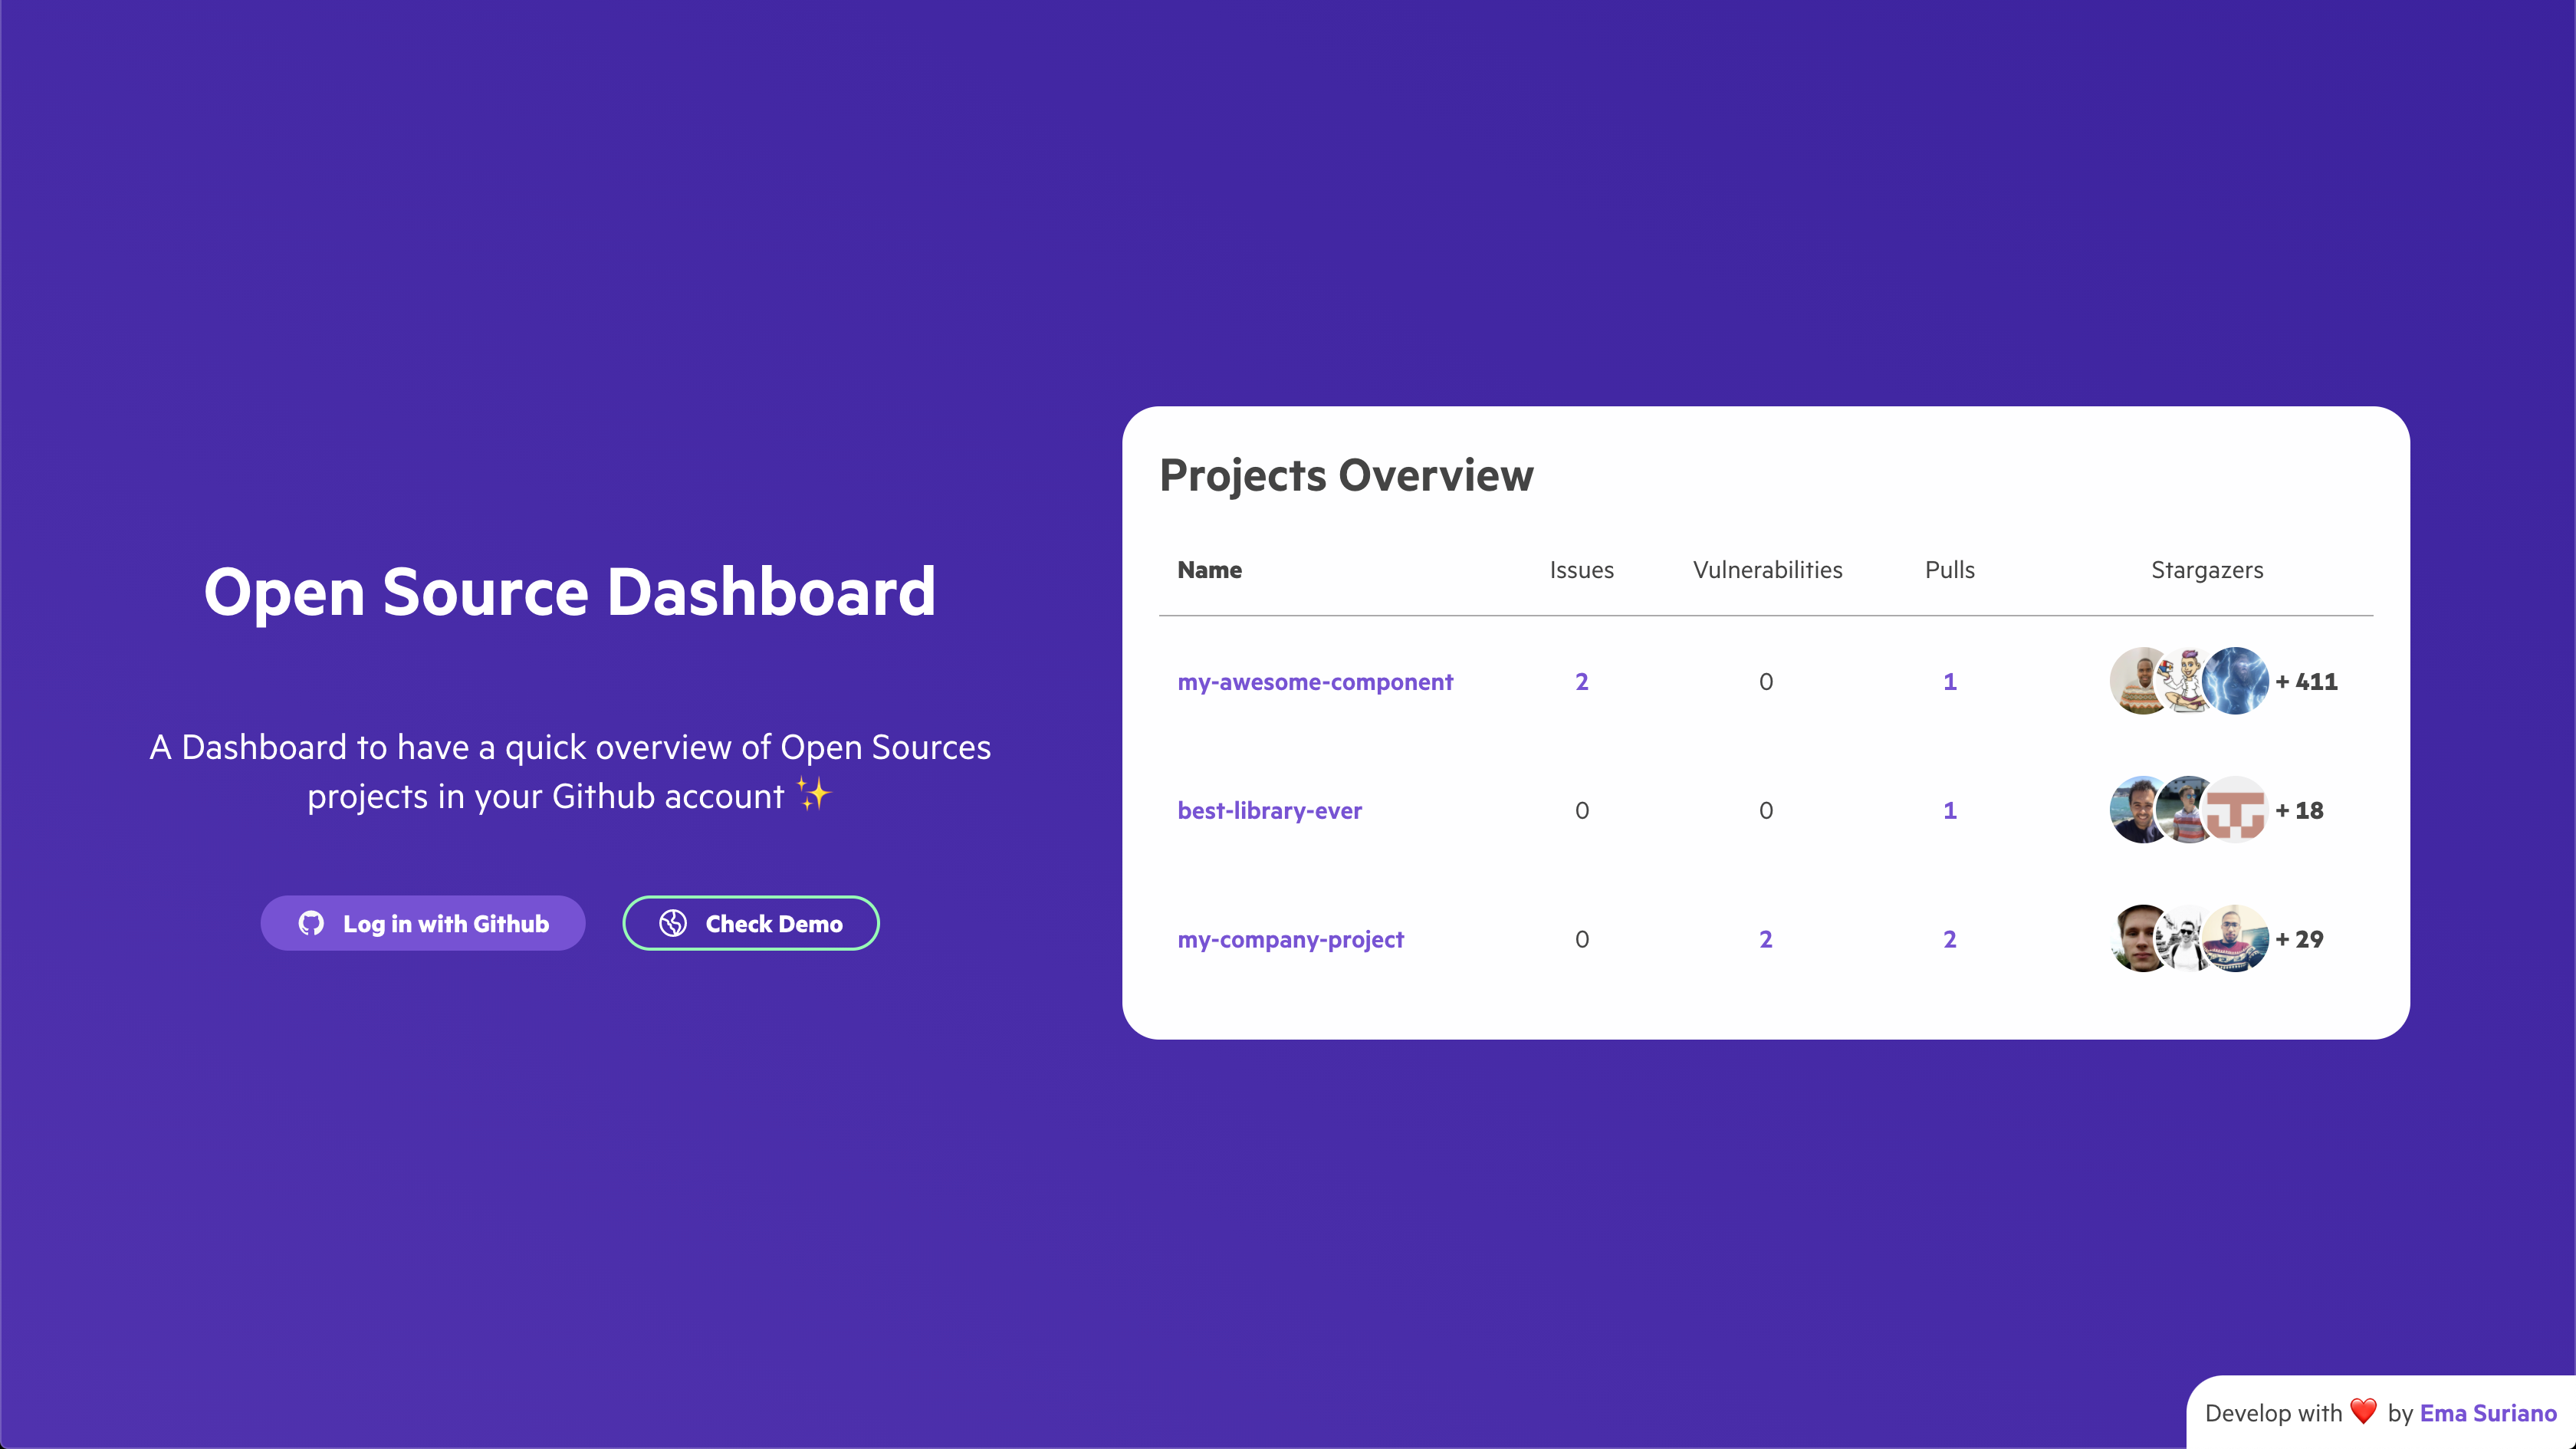 Open Source Dashboard
A Dashboard to have a quick overview of Open Sources
projects in your Github account ✨
Log in with Github
Check Demo
Projects Overview
Name Issues Vulnerabilities Pulls Stargazers
my-awesome-component 2 0 1 + 411
best-library-ever 0 0 1 + 18
my-company-project 0 2 2 + 29
Develop with ❤️ by Ema Suriano